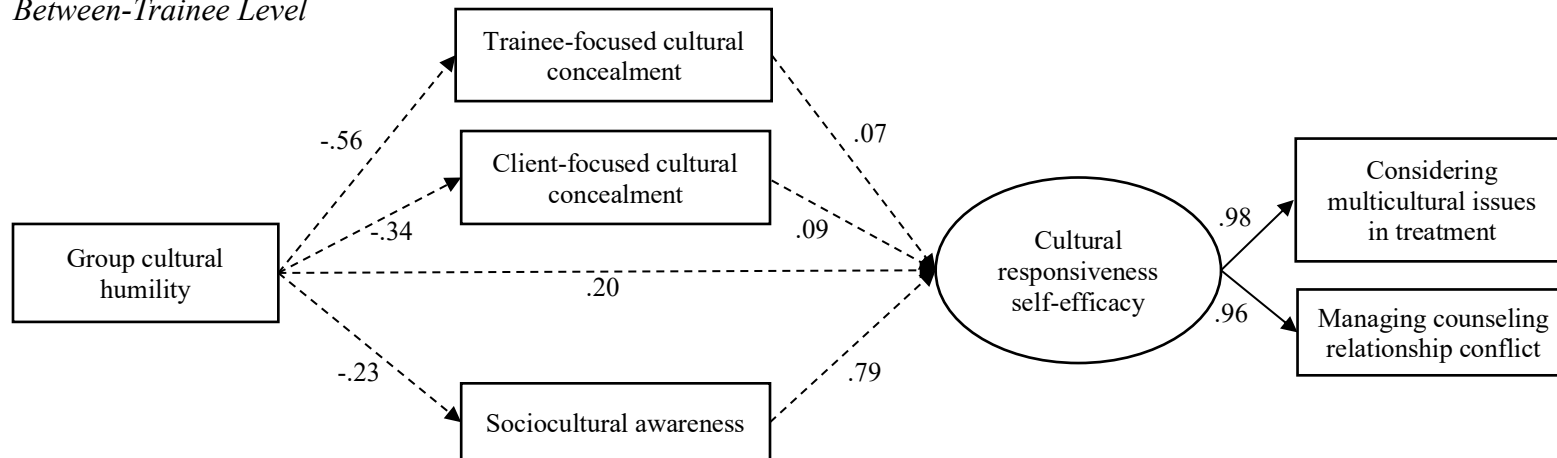 Between-Trainee Level
Trainee-focused cultural
concealment
-.56
.07
Client-focused cultural
concealment
-.34
.09
Group cultural
humility
.20
Cultural
responsiveness
self-efficacy
.98
Considering
multicultural issues
in treatment
.96
Managing counseling
relationship conflict
-.23
.79
Sociocultural awareness